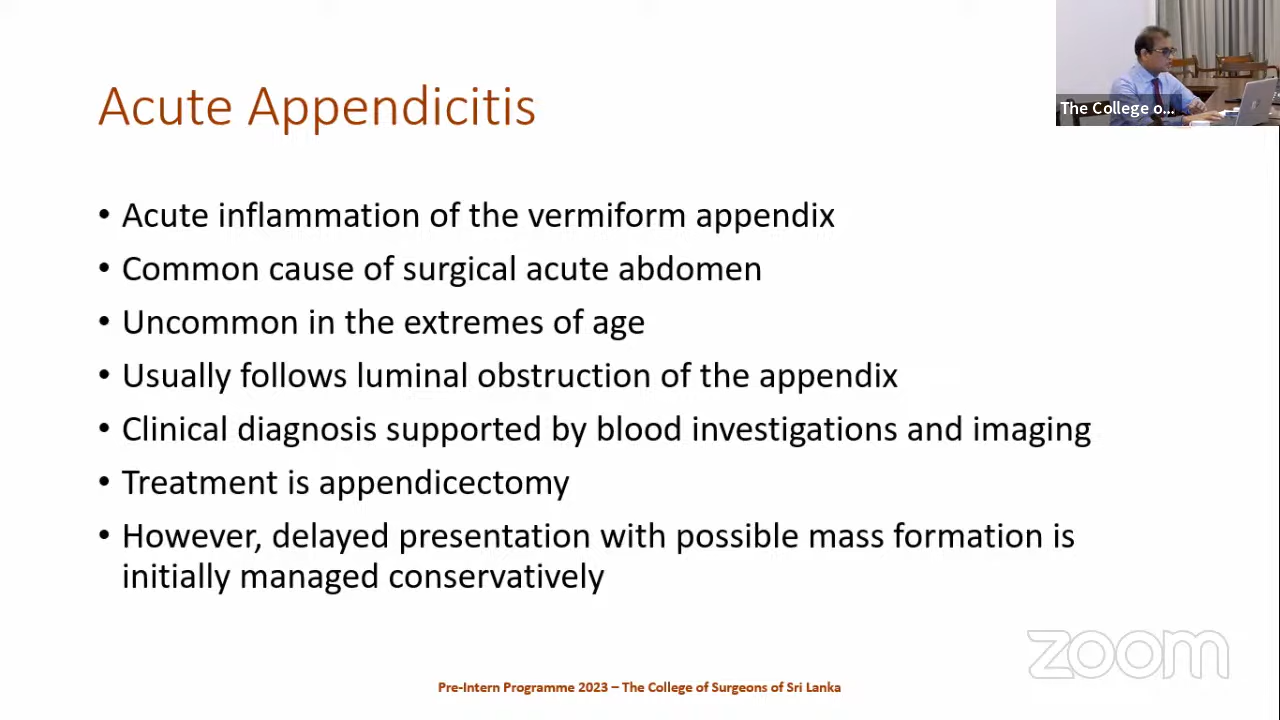 The College o...
Acute Appendicitis
• Acute inflammation of the vermiform appendix
• Common cause of surgical acute abdomen
• Uncommon in the extremes of age
• Usually follows luminal obstruction of the appendix
• Clinical diagnosis supported by blood investigations and imaging
• Treatment is appendicectomy
• However, delayed presentation with possible mass formation is
initially managed conservatively
zoom
Pre-Intern Programme 2023 – The College of Surgeons of Sri Lanka